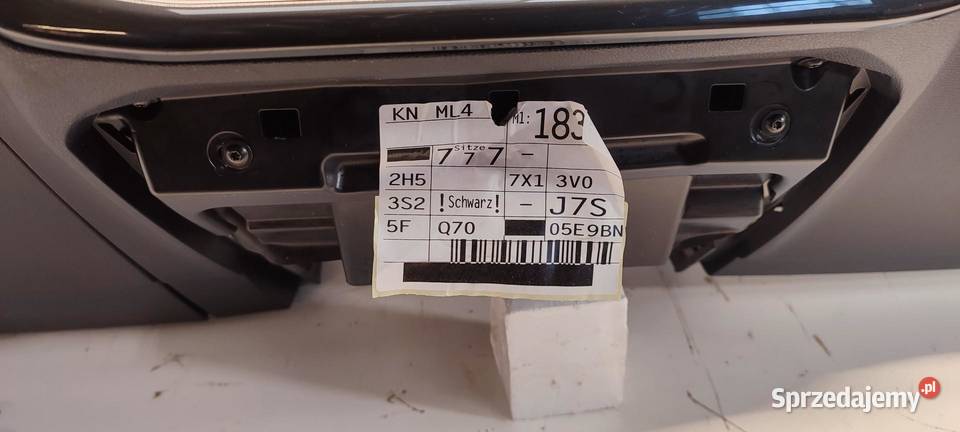 KN ML4 M1: 183
Sitze
777 -
2H5 7X1 3V0
3S2 !Schwarz! - J7S
5F Q70 05E9BN
Sprzedajemy.pl